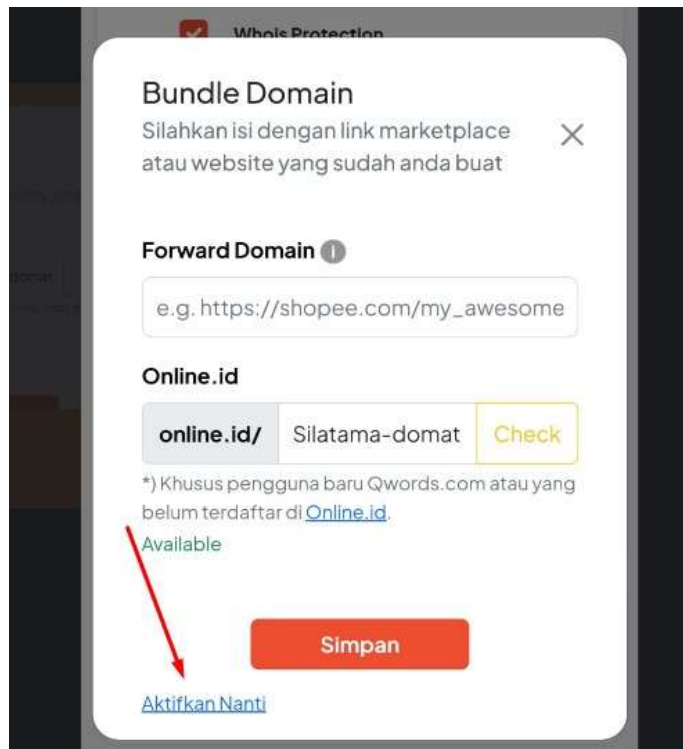 Whois Protection
Bundle Domain
Silahkan isi dengan link marketplace
atau website yang sudah anda buat
Forward Domain
e.g. https://shopee.com/my_awesome
Online.id
online.id/ Silatama-domat Check
*) Khusus pengguna baru Qwords.com atau yang
belum terdaftar di Online.id.
Available
Simpan
Aktifkan Nanti